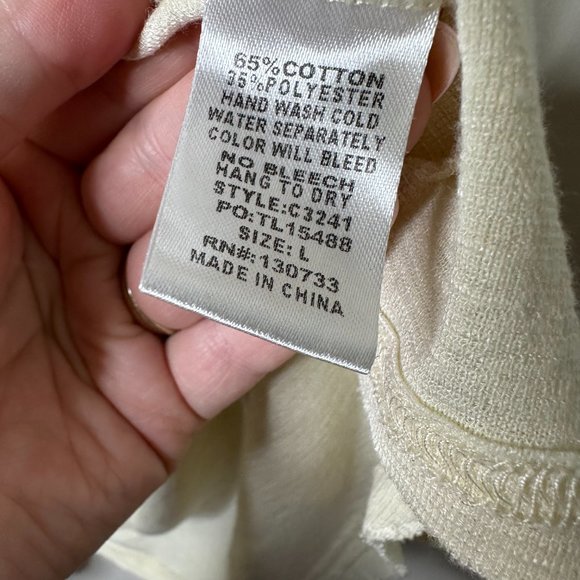 65%COTTON
35%POLYESTER
HAND WASH COLD
WATER SEPARATELY
COLOR WILL BLEED
NO BLEECH
HANG TO DRY
STYLE:C3241
PO:TL15488
SIZE: L
RN#:130733
MADE IN CHINA